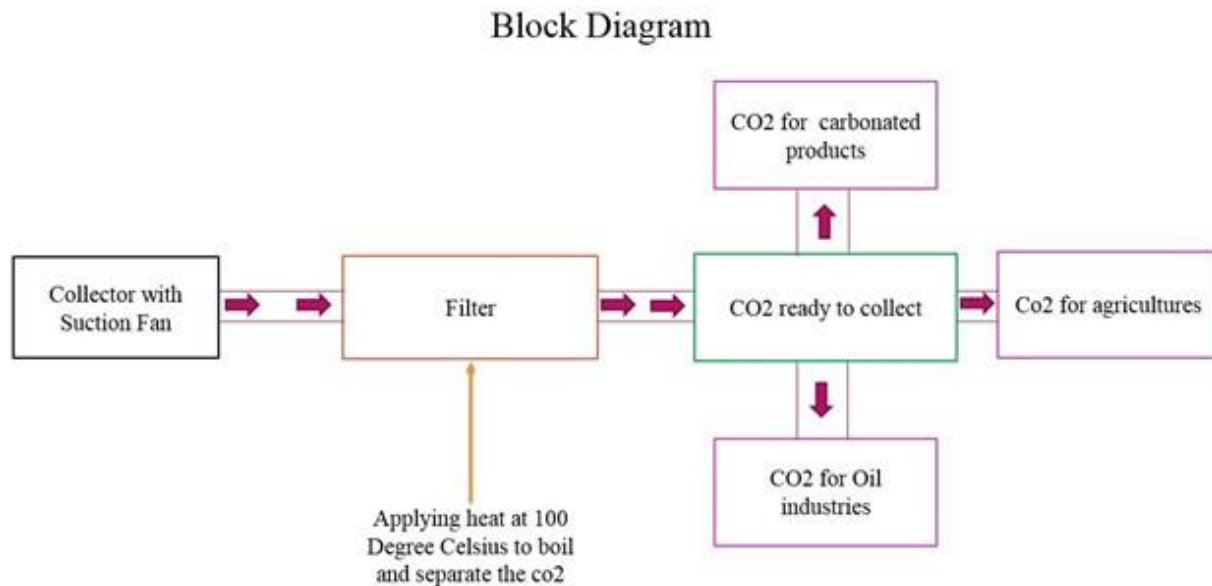 Block Diagram
CO2 for carbonated
products
Collector with
Suction Fan
Filter
CO2 ready to collect
Co2 for agricultures
CO2 for Oil
industries
Applying heat at 100
Degree Celsius to boil
and separate the co2